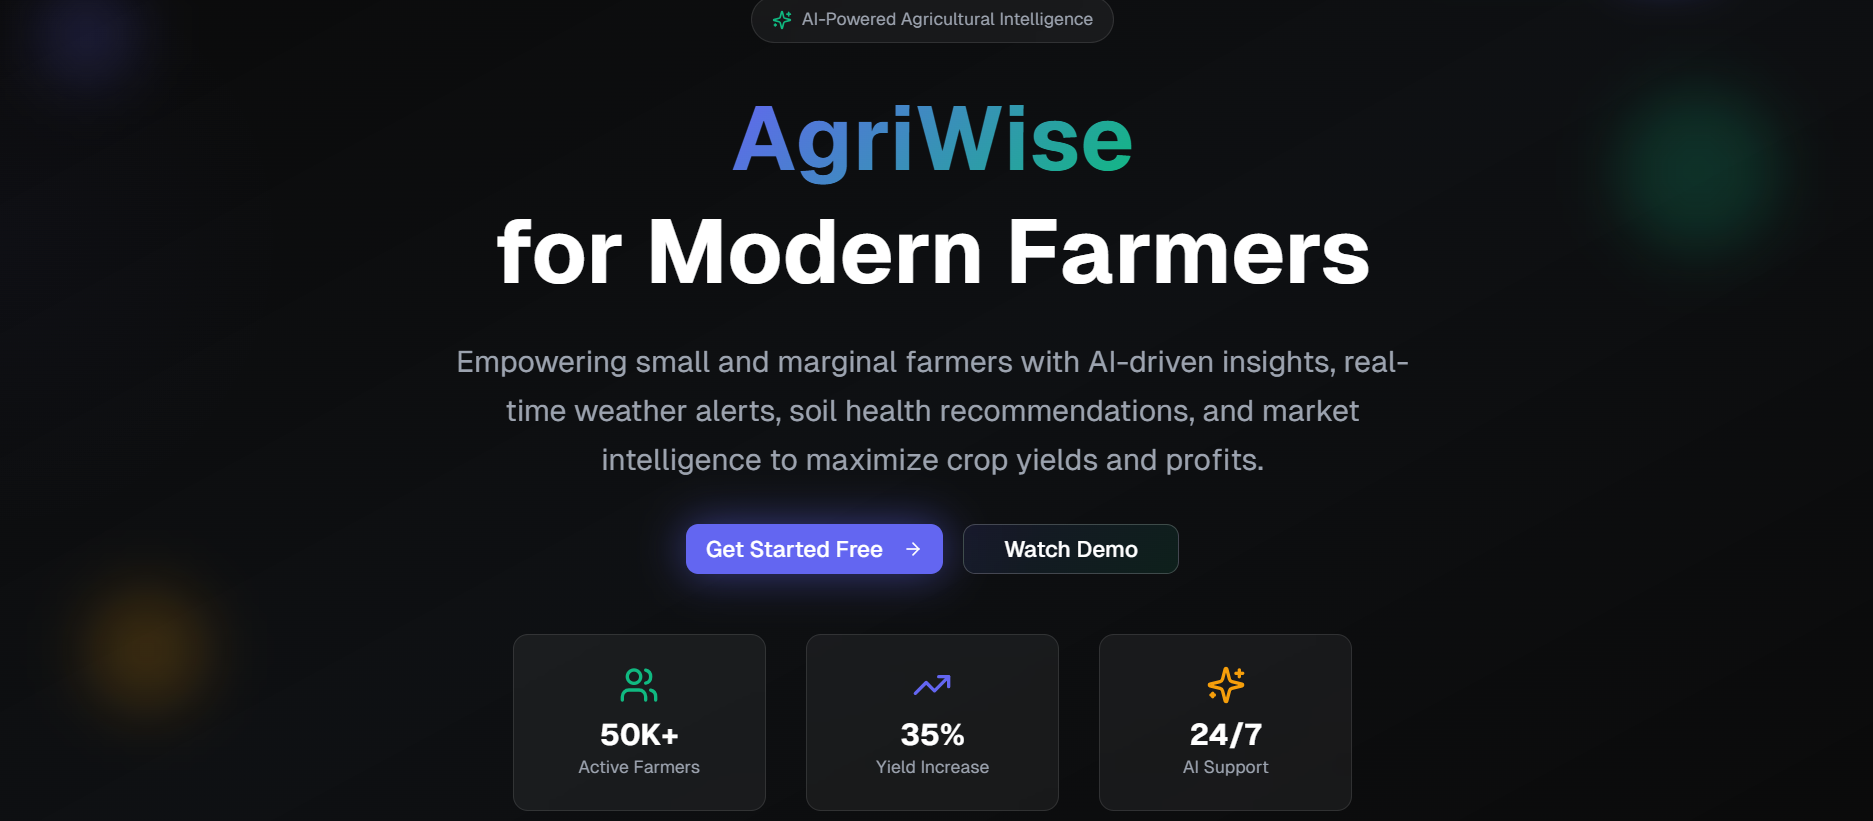 AI-Powered Agricultural Intelligence
AgriWise
for Modern Farmers
Empowering small and marginal farmers with AI-driven insights, real-
time weather alerts, soil health recommendations, and market
intelligence to maximize crop yields and profits.
Get Started Free
Watch Demo
50K+
Active Farmers
35%
Yield Increase
24/7
AI Support